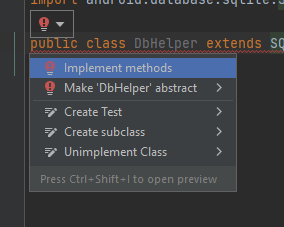 import android.database.sqlite.S
public class DbHelper extends SQ
Implement methods
Make 'DbHelper' abstract
Create Test
Create subclass
Unimplement Class
Press Ctrl+Shift+I to open preview